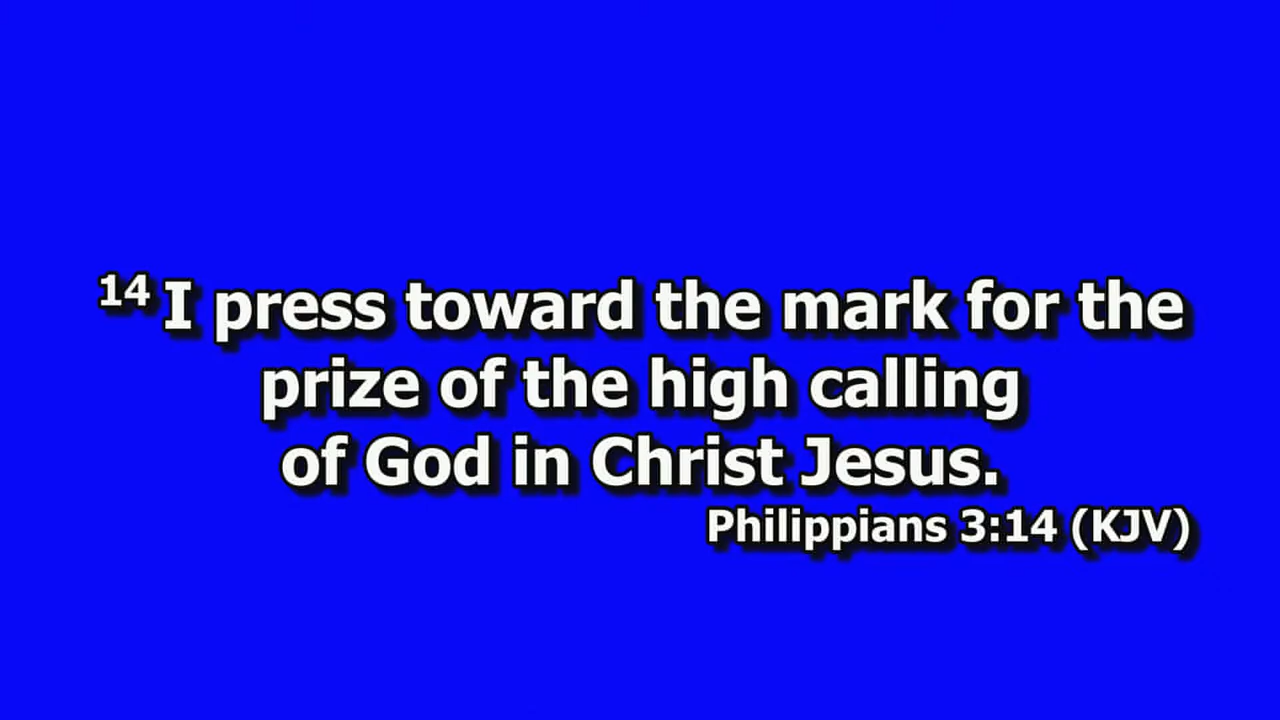 14 I press toward the mark for the
prize of the high calling
of God in Christ Jesus.
Philippians 3:14 (KJV)